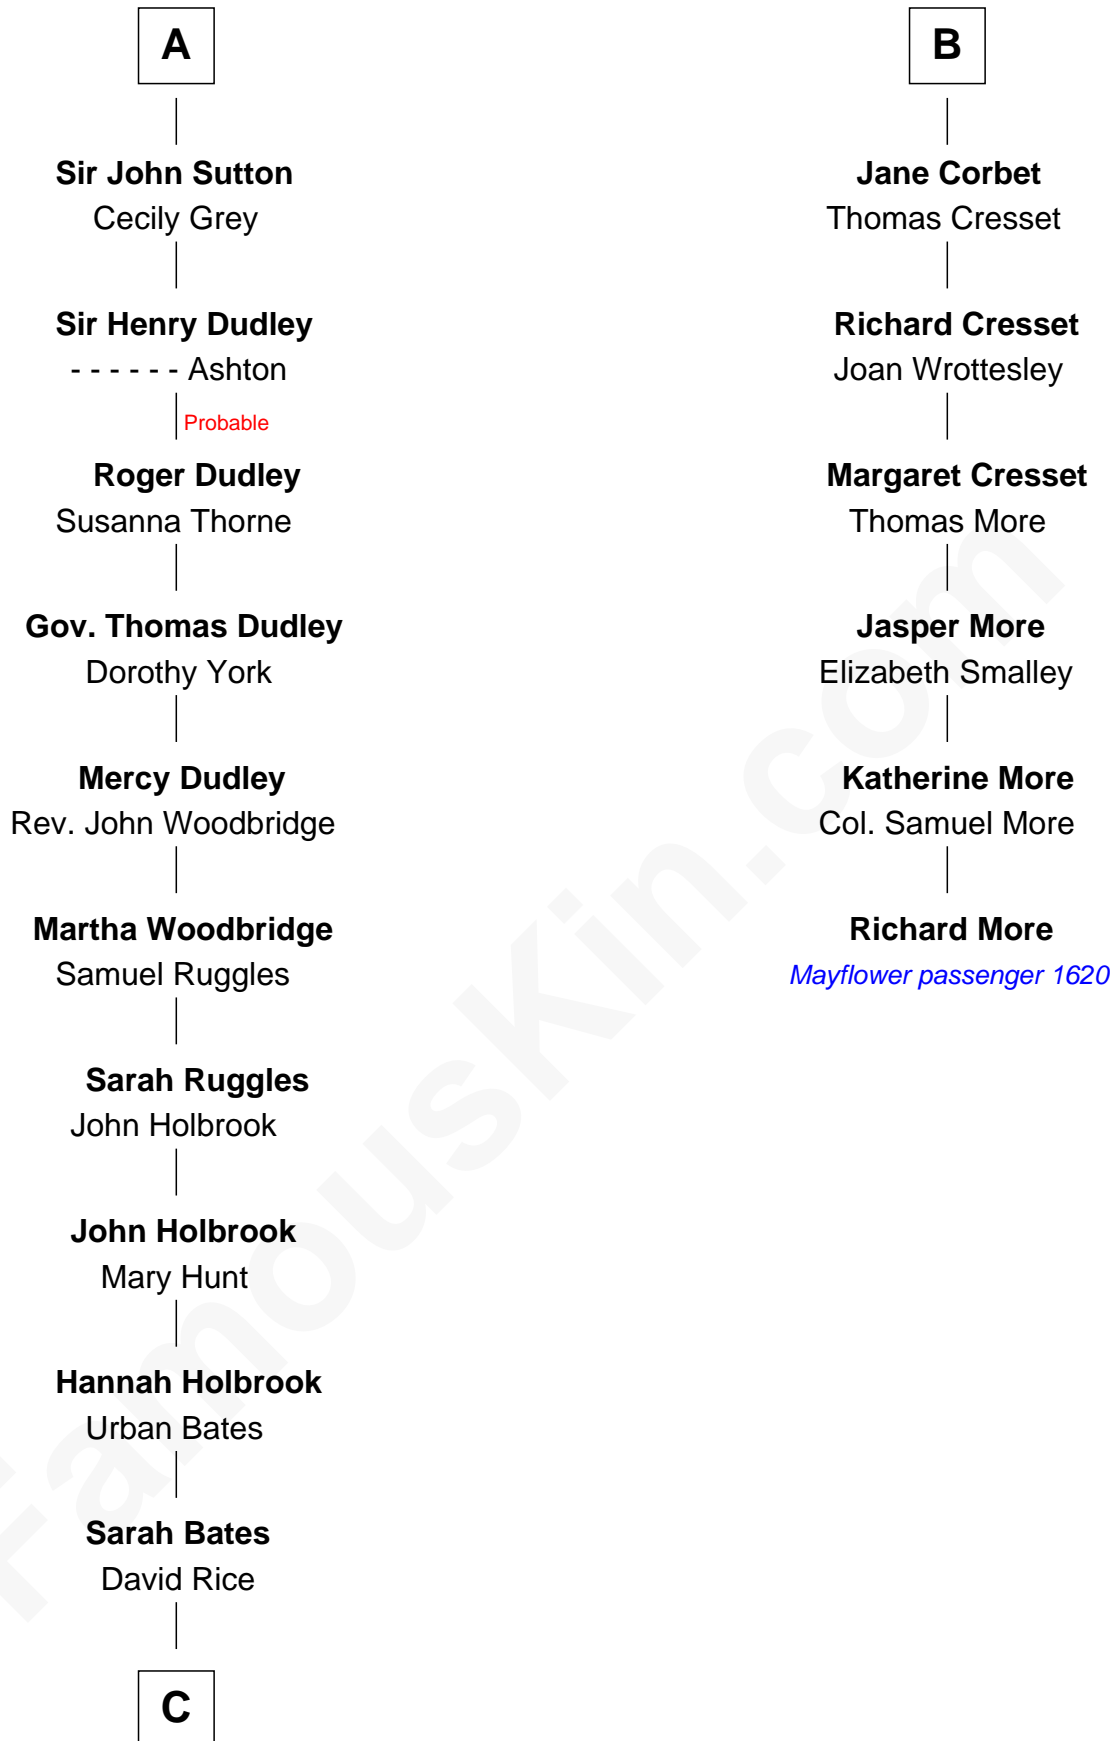 A
Sir John Sutton
Cecily Grey
Sir Henry Dudley
- - - - - - Ashton
Probable
Roger Dudley
Susanna Thorne
Gov. Thomas Dudley
Dorothy York
Mercy Dudley
Rev. John Woodbridge
Martha Woodbridge
Samuel Ruggles
Sarah Ruggles
John Holbrook
John Holbrook
Mary Hunt
Hannah Holbrook
Urban Bates
Sarah Bates
David Rice
C
B
Jane Corbet
Thomas Cresset
Richard Cresset
Joan Wrottesley
Margaret Cresset
Thomas More
Jasper More
Elizabeth Smalley
Katherine More
Col. Samuel More
Richard More
Mayflower passenger 1620
FamousKin.com